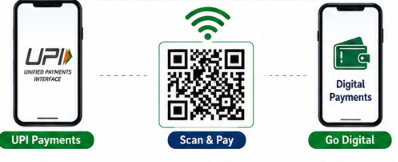 UPI
UNIFIED PAYMENTS
INTERFACE
UPI Payments
Scan & Pay
Digital
Payments
Go Digital